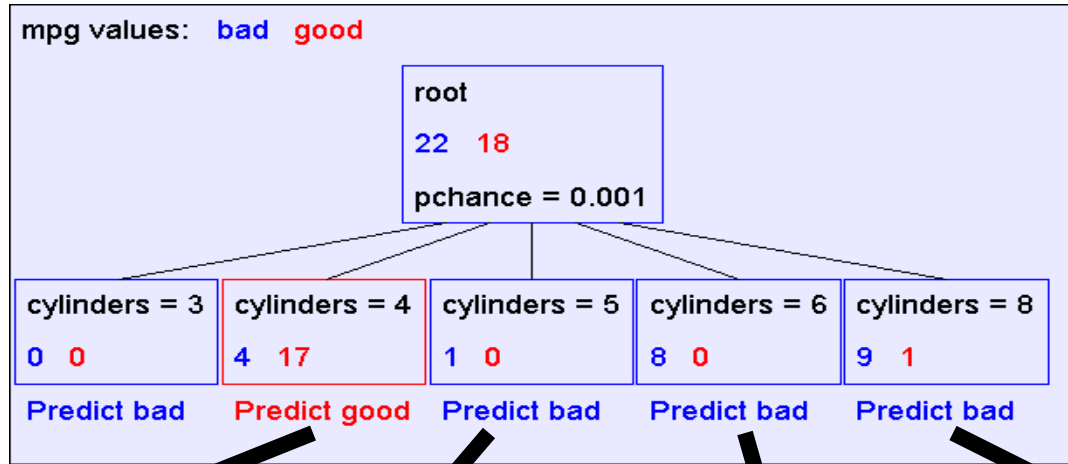 mpg values: bad good
root
22 18
pchance = 0.001
cylinders = 3 cylinders = 4 cylinders = 5 cylinders = 6 cylinders = 8
0 0 4 17 1 0 8 0 9 1
Predict bad Predict good Predict bad Predict bad Predict bad